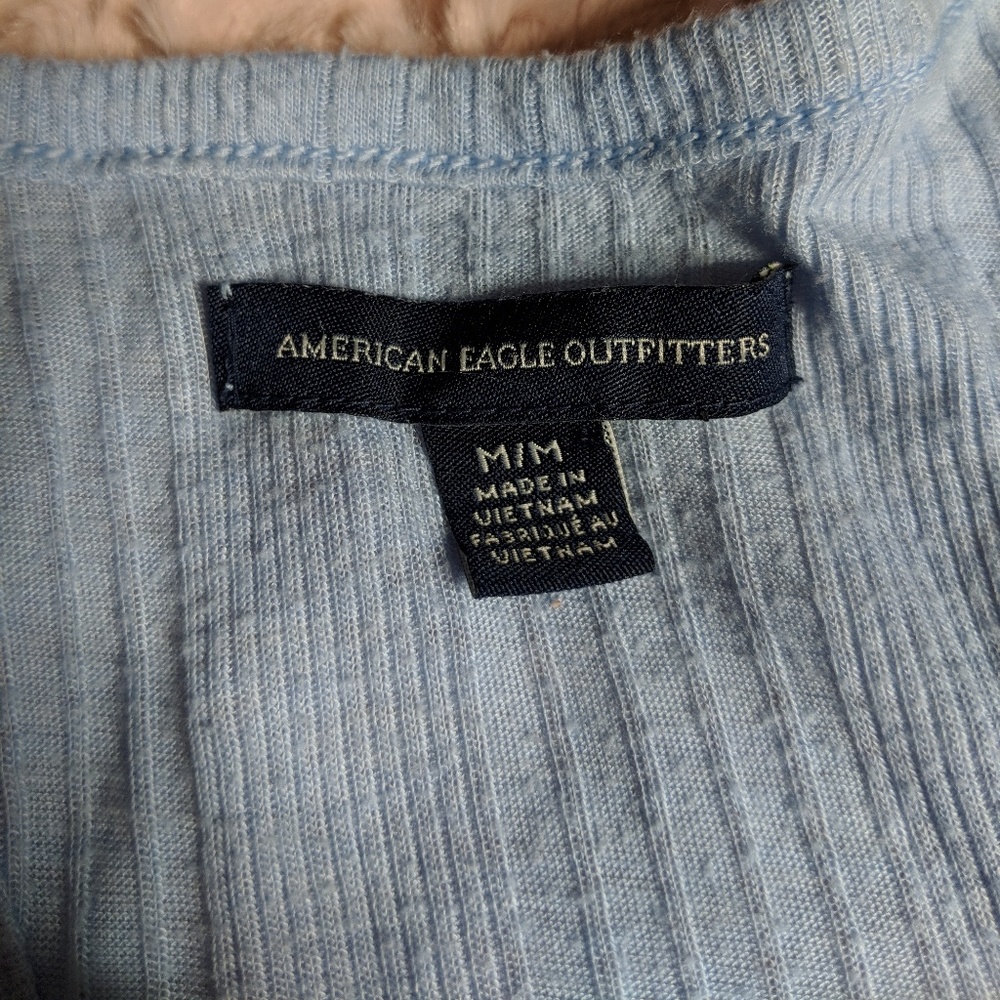 AMERICAN EAGLE OUTFITTERS
M/M
MADE IN
VIETNAM
FABRIQUÉ AU
VIETNAM